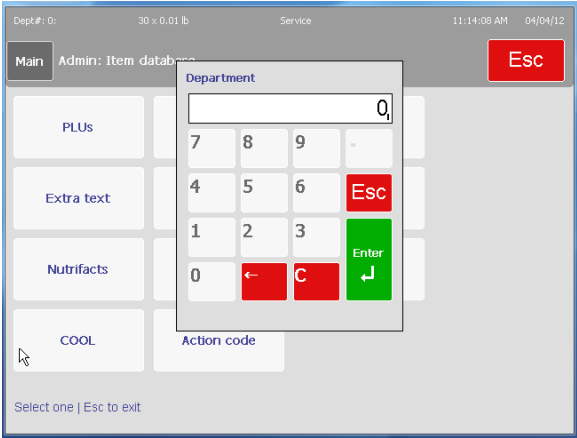 Dept#: 0:
30 x 0.01 lb
Service
11:14:08 AM
04/04/12
Main
Admin: Item database
Esc
Department
0
7
8
9
.
4
5
6
Esc
1
2
3
Enter
0
←
C
↵
PLUs
Extra text
Nutrifacts
COOL
Action code
Select one | Esc to exit